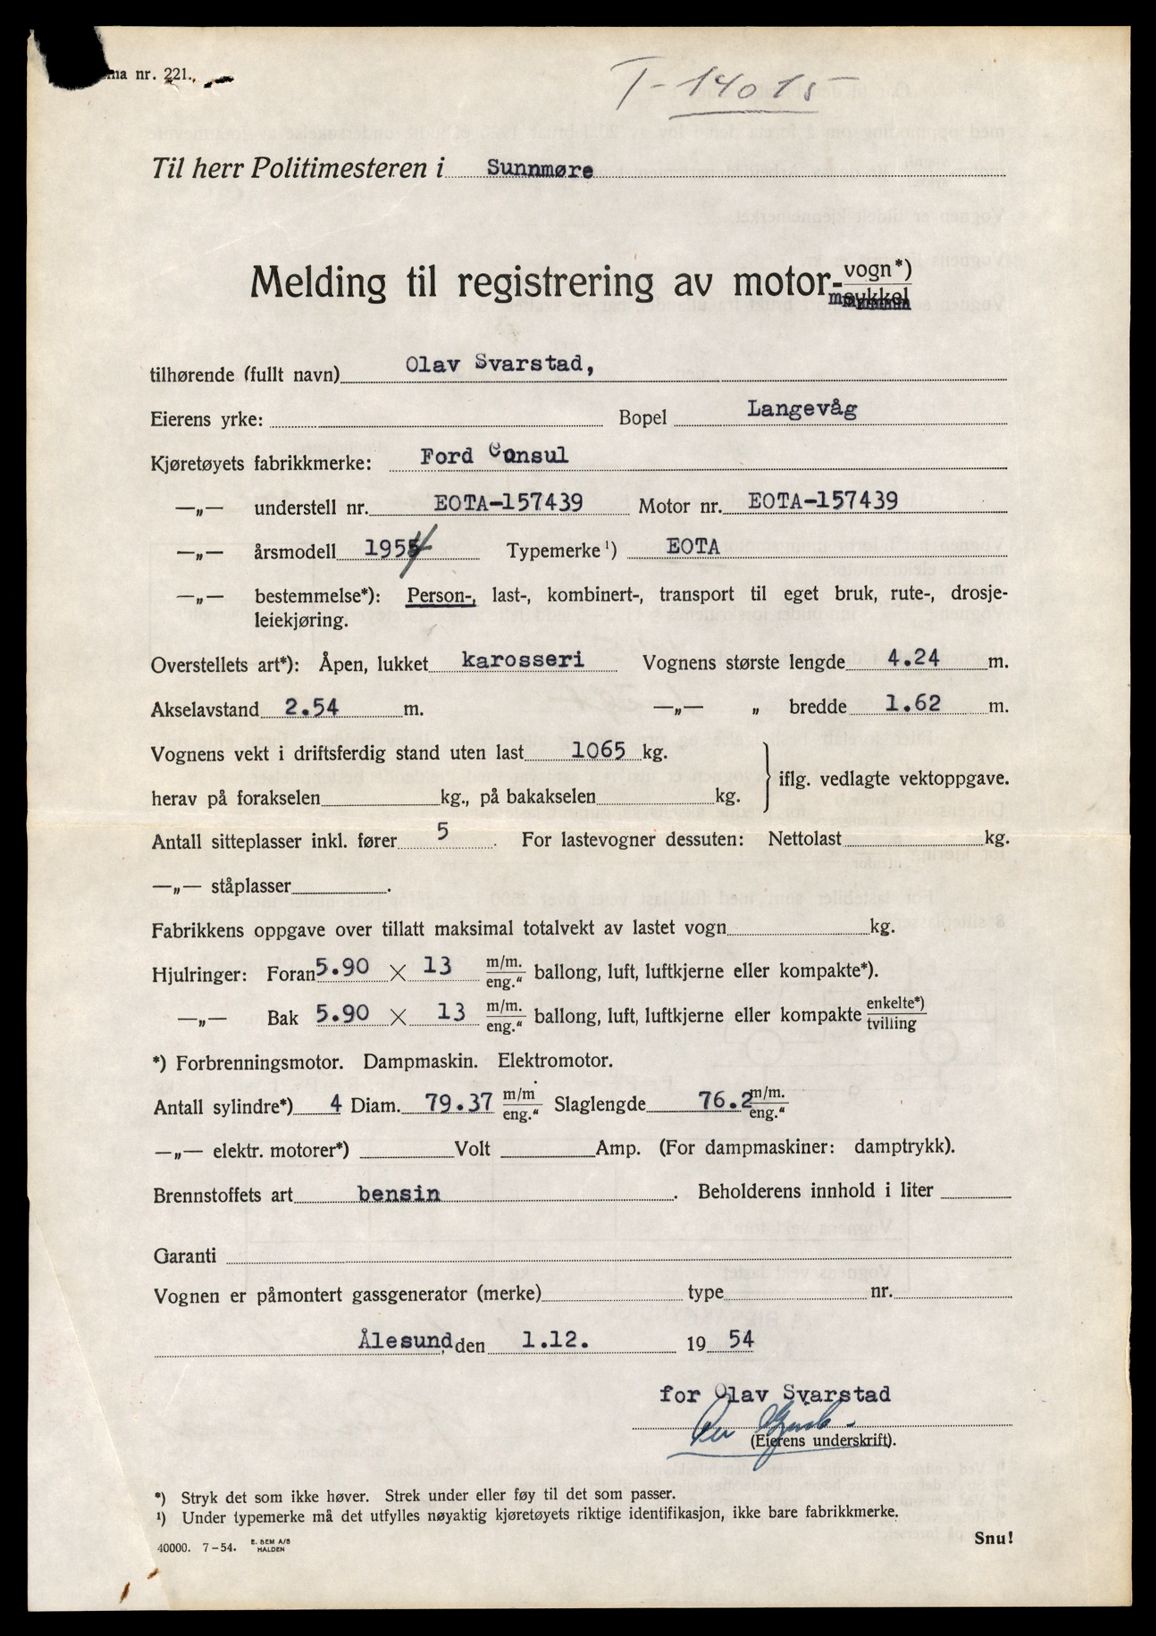 ma nr. 221.
T-14015
Til herr Politimesteren i Sunnmøre
Melding til registrering av motor- vogn*)
sykkel
tilhørende (fullt navn) Olav Svarstad,
Eierens yrke: Bopel Langevåg
Kjøretøyets fabrikkmerke: Ford Consul
—„— understell nr. EOTA-157439 Motor nr. EOTA-157439
—„— årsmodell 1954 Typemerke ¹) EOTA
—„— bestemmelse*): Person-, last-, kombinert-, transport til eget bruk, rute-, drosje-
leiekjøring.
Overstellets art*): Åpen, lukket karosseri Vognens største lengde 4.24 m.
Akselavstand 2.54 m. —„— „ bredde 1.62 m.
Vognens vekt i driftsferdig stand uten last 1065 kg.
iflg. vedlagte vektoppgave.
herav på forakselen kg., på bakakselen kg.
Antall sitteplasser inkl. fører 5 . For lastevogner dessuten: Nettolast kg.
—„— ståplasser .
Fabrikkens oppgave over tillatt maksimal totalvekt av lastet vogn kg.
Hjulringer: Foran 5.90 × 13 m/m. eng.“ ballong, luft, luftkjerne eller kompakte*).
—„— Bak 5.90 × 13 m/m. eng.“ ballong, luft, luftkjerne eller kompakte enkelte*) tvilling
*) Forbrenningsmotor. Dampmaskin. Elektromotor.
Antall sylindre*) 4 Diam. 79.37 m/m eng.“ Slaglengde 76.2 m/m. eng.“
—„— elektr. motorer*) Volt Amp. (For dampmaskiner: damptrykk).
Brennstoffets art bensin . Beholderens innhold i liter
Garanti
Vognen er påmontert gassgenerator (merke) type nr.
Ålesund, den 1.12. 19 54
for Olav Svarstad
Per
(Eierens underskrift).
*) Stryk det som ikke høver. Strek under eller føy til det som passer.
¹) Under typemerke må det utfylles nøyaktig kjøretøyets riktige identifikasjon, ikke bare fabrikkmerke.
40000. 7-54. E. BEM A/S HALDEN
Snu!